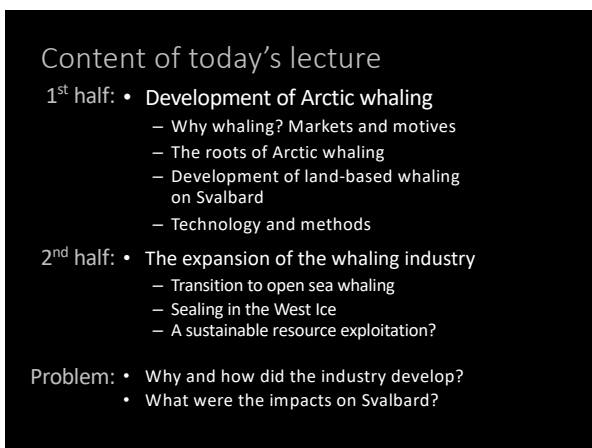 Content of today's lecture
1st half: • Development of Arctic whaling
– Why whaling? Markets and motives
– The roots of Arctic whaling
– Development of land-based whaling
on Svalbard
– Technology and methods
2nd half: • The expansion of the whaling industry
– Transition to open sea whaling
– Sealing in the West Ice
– A sustainable resource exploitation?
Problem: • Why and how did the industry develop?
• What were the impacts on Svalbard?